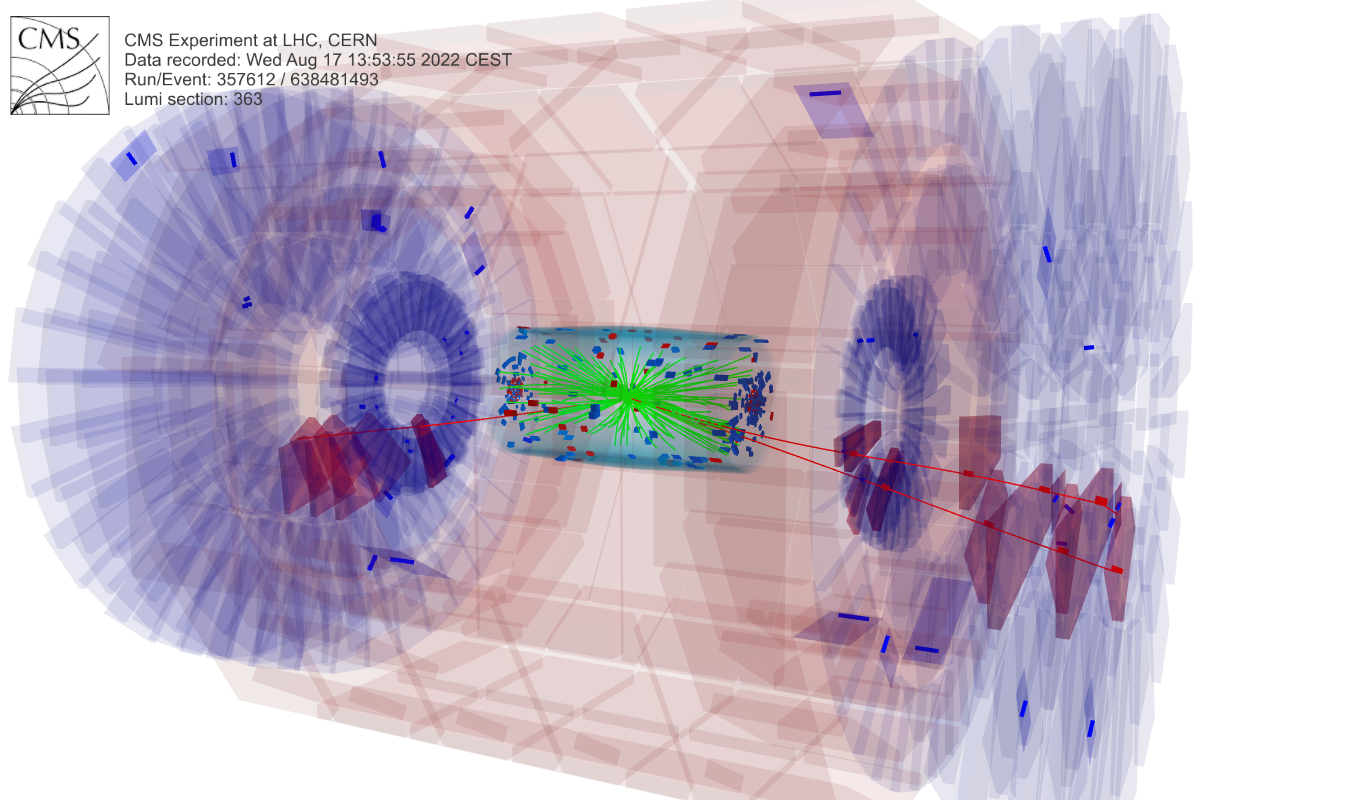 CMS
CMS Experiment at LHC, CERN
Data recorded: Wed Aug 17 13:53:55 2022 CEST
Run/Event: 357612 / 638481493
Lumi section: 363